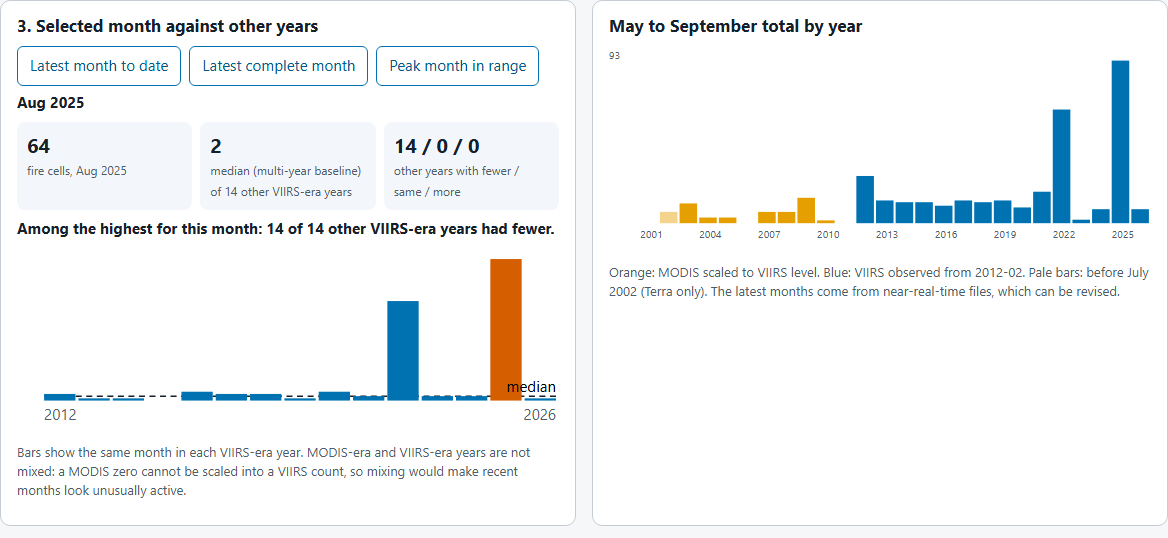 3. Selected month against other years
Latest month to date
Latest complete month
Peak month in range
Aug 2025
64
fire cells, Aug 2025
2
median (multi-year baseline)
of 14 other VIIRS-era years
14 / 0 / 0
other years with fewer /
same / more
Among the highest for this month: 14 of 14 other VIIRS-era years had fewer.
median
2012
2026
Bars show the same month in each VIIRS-era year. MODIS-era and VIIRS-era years are not
mixed: a MODIS zero cannot be scaled into a VIIRS count, so mixing would make recent
months look unusually active.
May to September total by year
93
2001 2004 2007 2010 2013 2016 2019 2022 2025
Orange: MODIS scaled to VIIRS level. Blue: VIIRS observed from 2012-02. Pale bars: before July
2002 (Terra only). The latest months come from near-real-time files, which can be revised.